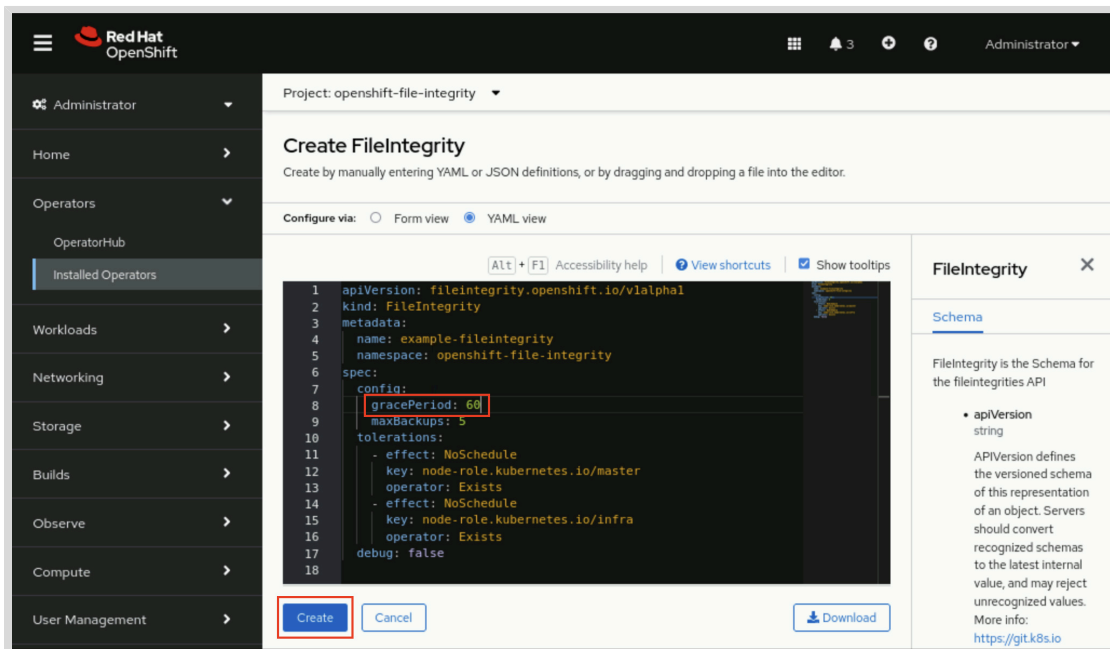 Red Hat
OpenShift
3
Administrator
Administrator
Home
Operators
OperatorHub
Installed Operators
Workloads
Networking
Storage
Builds
Observe
Compute
User Management
Project: openshift-file-integrity
Create FileIntegrity
Create by manually entering YAML or JSON definitions, or by dragging and dropping a file into the editor.
Configure via: Form view YAML view
Alt + F1 Accessibility help View shortcuts Show tooltips
1 apiVersion: fileintegrity.openshift.io/v1alpha1
2 kind: FileIntegrity
3 metadata:
4 name: example-fileintegrity
5 namespace: openshift-file-integrity
6 spec:
7 config:
8 gracePeriod: 60
9 maxBackups: 5
10 tolerations:
11 - effect: NoSchedule
12 key: node-role.kubernetes.io/master
13 operator: Exists
14 - effect: NoSchedule
15 key: node-role.kubernetes.io/infra
16 operator: Exists
17 debug: false
18
Create Cancel Download
FileIntegrity
Schema
FileIntegrity is the Schema for
the fileintegrities API
• apiVersion
string
APIVersion defines
the versioned schema
of this representation
of an object. Servers
should convert
recognized schemas
to the latest internal
value, and may reject
unrecognized values.
More info:
https://git.k8s.io